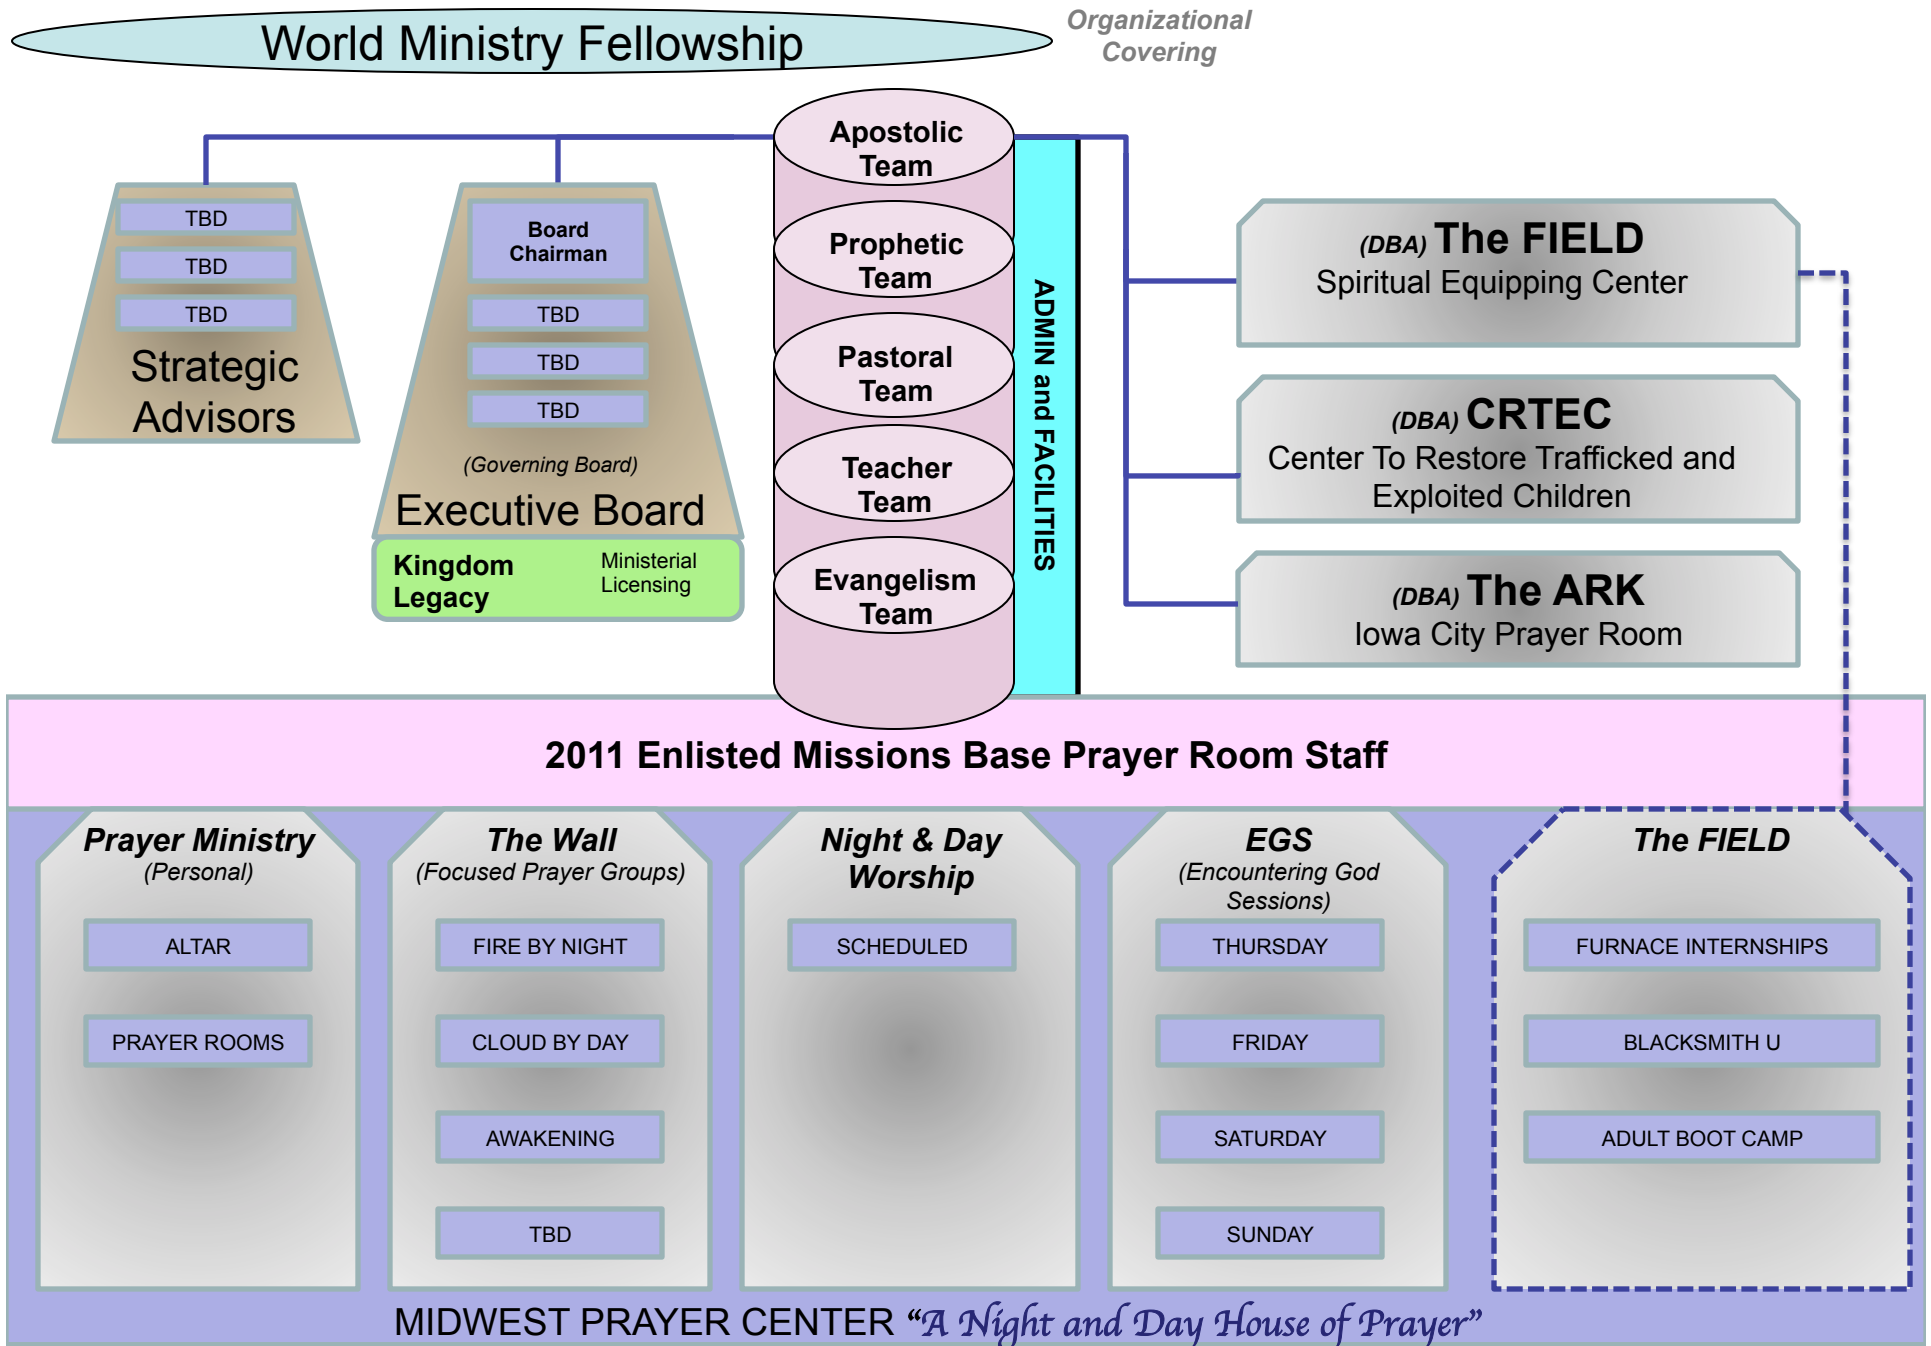 World Ministry Fellowship
Organizational
Covering
TBD
TBD
TBD
Strategic
Advisors
Board
Chairman
TBD
TBD
TBD
(Governing Board)
Executive Board
Kingdom
Legacy
Ministerial
Licensing
Apostolic
Team
Prophetic
Team
Pastoral
Team
Teacher
Team
Evangelism
Team
ADMIN and FACILITIES
(DBA) The FIELD
Spiritual Equipping Center
(DBA) CRTEC
Center To Restore Trafficked and
Exploited Children
(DBA) The ARK
Iowa City Prayer Room
2011 Enlisted Missions Base Prayer Room Staff
Prayer Ministry
(Personal)
ALTAR
PRAYER ROOMS
The Wall
(Focused Prayer Groups)
FIRE BY NIGHT
CLOUD BY DAY
AWAKENING
TBD
Night & Day
Worship
SCHEDULED
EGS
(Encountering God
Sessions)
THURSDAY
FRIDAY
SATURDAY
SUNDAY
The FIELD
FURNACE INTERNSHIPS
BLACKSMITH U
ADULT BOOT CAMP
MIDWEST PRAYER CENTER “A Night and Day House of Prayer”